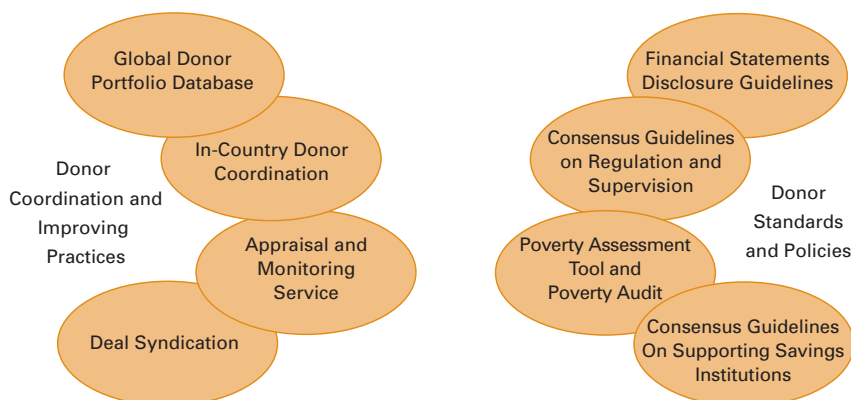 Global Donor
Portfolio Database
In-Country Donor
Coordination
Donor
Coordination and
Improving
Practices
Appraisal and
Monitoring
Service
Deal Syndication
Financial Statements
Disclosure Guidelines
Consensus Guidelines
on Regulation and
Supervision
Donor
Standards
and Policies
Poverty Assessment
Tool and
Poverty Audit
Consensus Guidelines
On Supporting Savings
Institutions